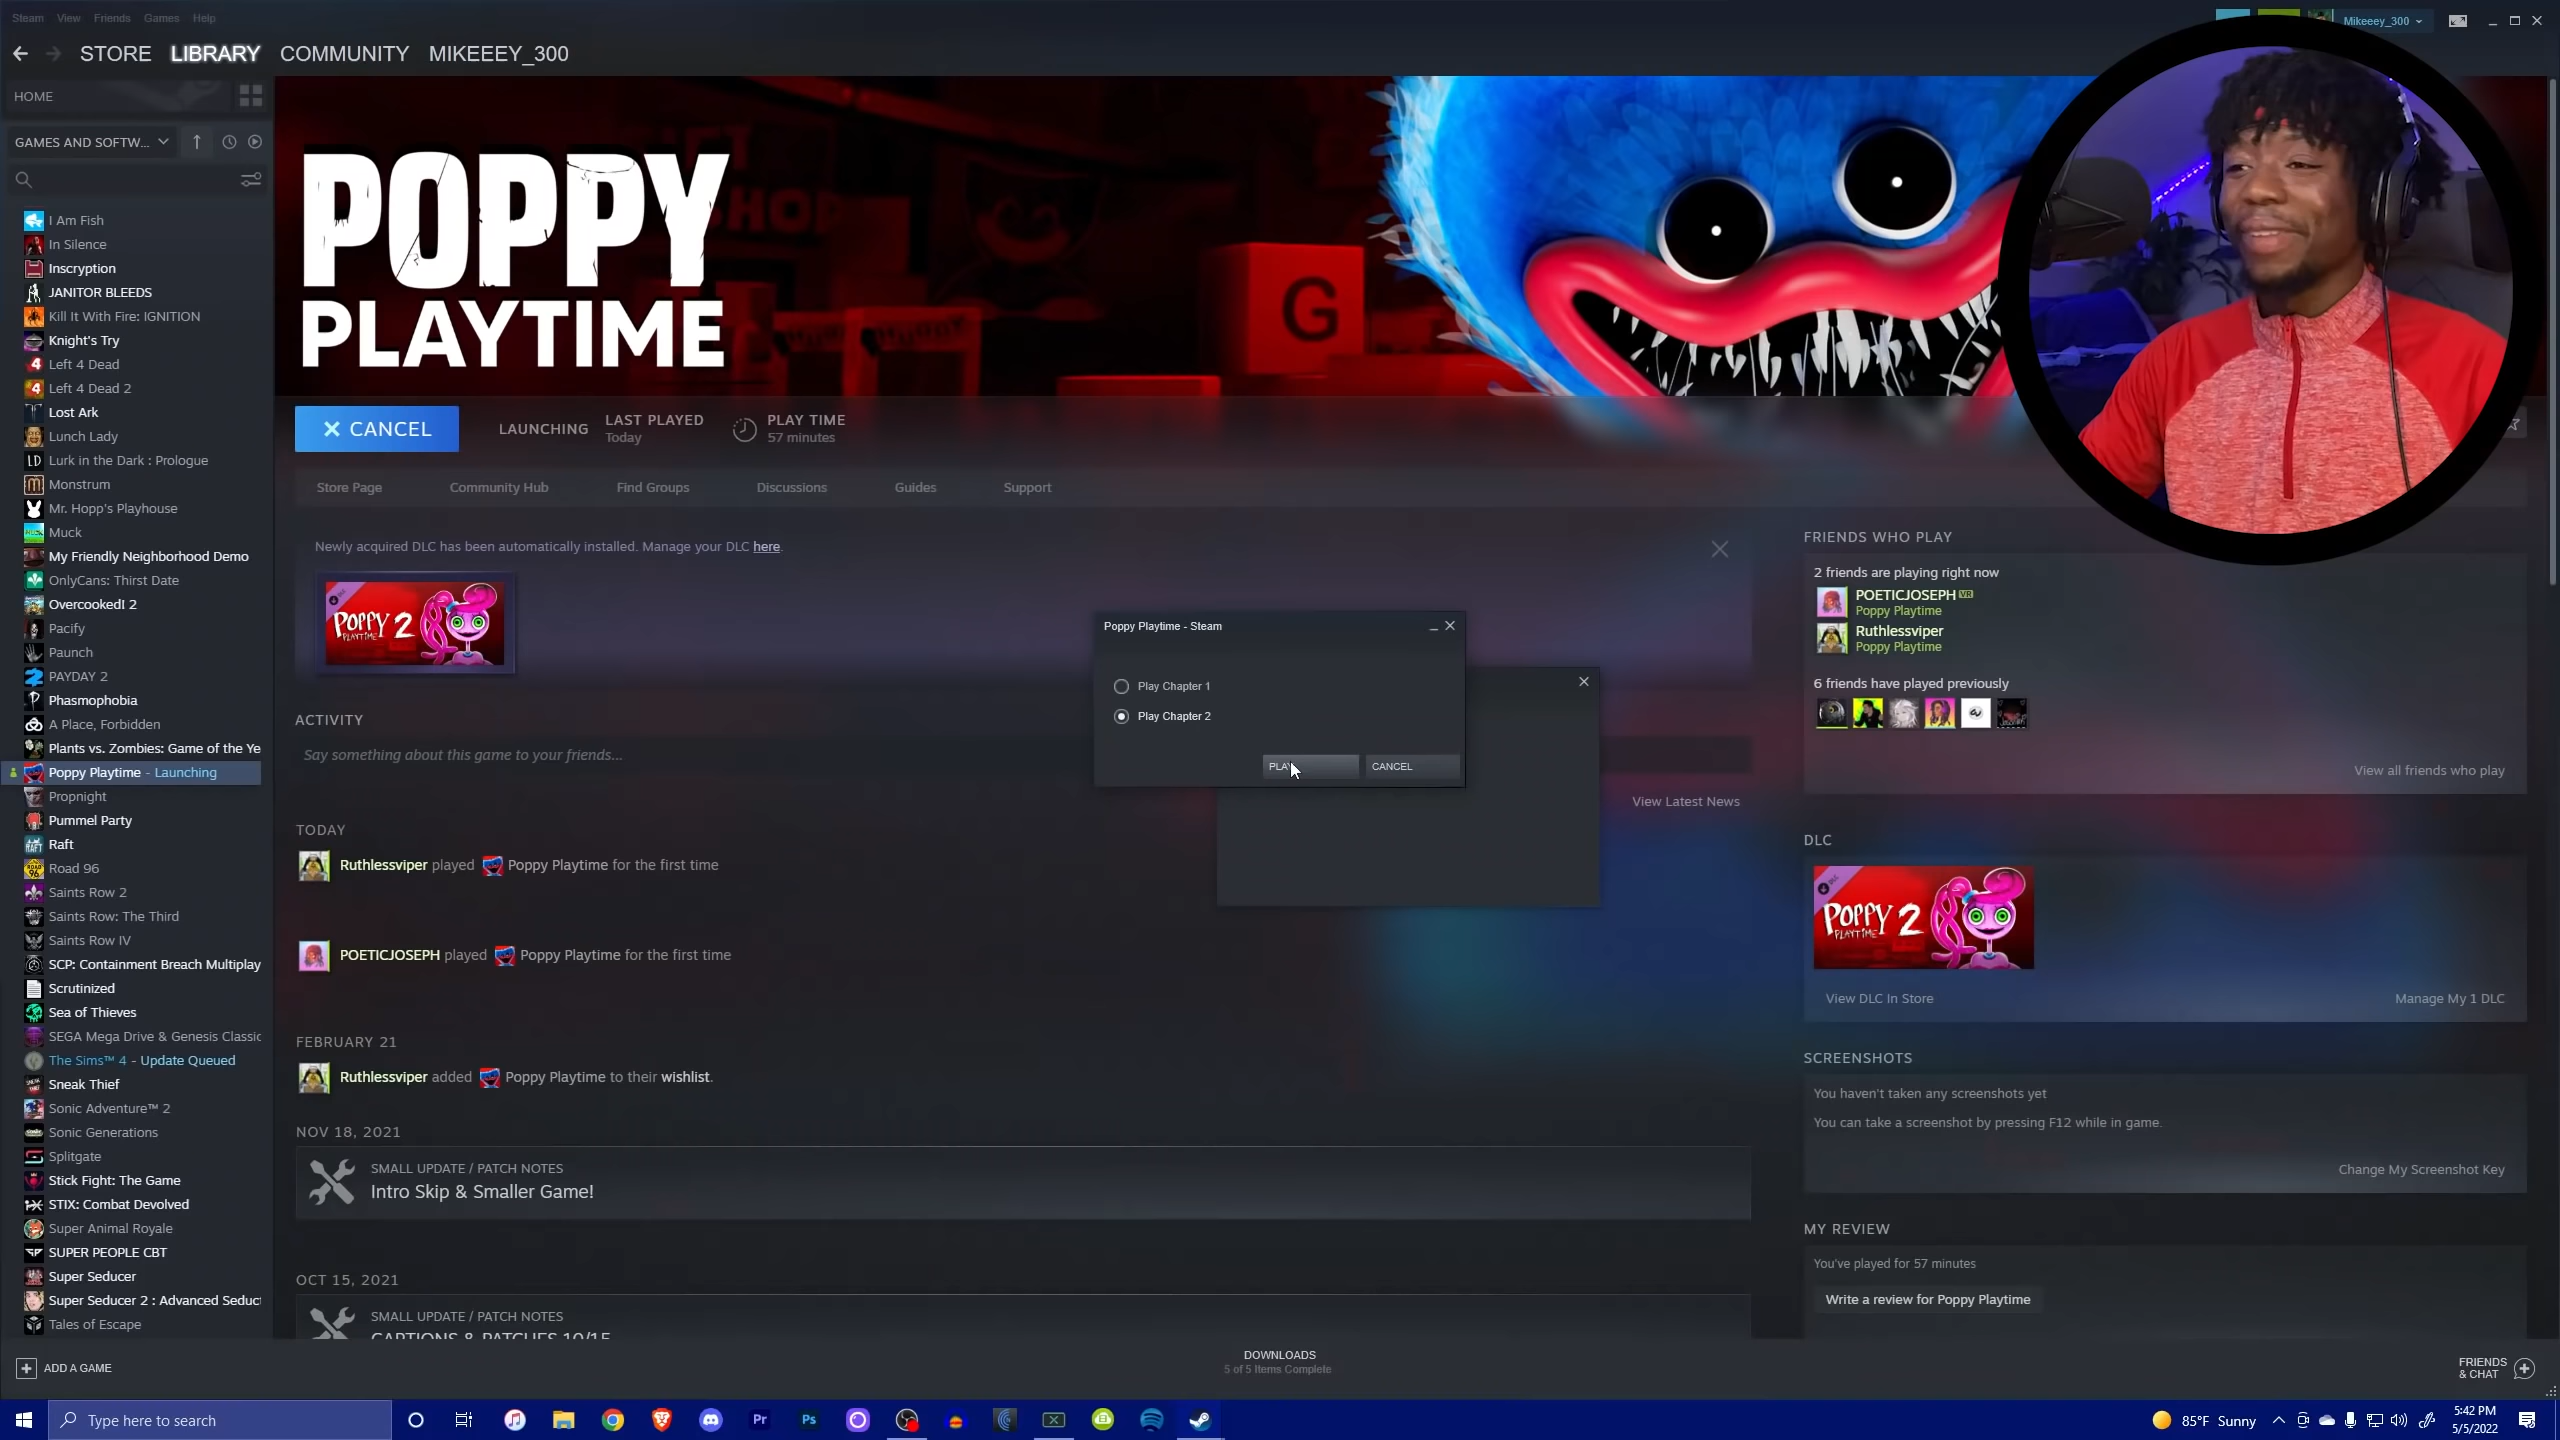 Steam View Friends Games Help
Mikeeey_300
STORE LIBRARY COMMUNITY MIKEEEY_300
HOME
GAMES AND SOFTW...
I Am Fish
In Silence
Inscryption
JANITOR BLEEDS
Kill It With Fire: IGNITION
Knight's Try
Left 4 Dead
Left 4 Dead 2
Lost Ark
Lunch Lady
Lurk in the Dark : Prologue
Monstrum
Mr. Hopp's Playhouse
Muck
My Friendly Neighborhood Demo
OnlyCans: Thirst Date
Overcooked! 2
Pacify
Paunch
PAYDAY 2
Phasmophobia
A Place, Forbidden
Plants vs. Zombies: Game of the Ye
Poppy Playtime - Launching
Propnight
Pummel Party
Raft
Road 96
Saints Row 2
Saints Row: The Third
Saints Row IV
SCP: Containment Breach Multiplay
Scrutinized
Sea of Thieves
SEGA Mega Drive & Genesis Classic
The Sims™ 4 - Update Queued
Sneak Thief
Sonic Adventure™ 2
Sonic Generations
Splitgate
Stick Fight: The Game
STIX: Combat Devolved
Super Animal Royale
SUPER PEOPLE CBT
Super Seducer
Super Seducer 2 : Advanced Seduct
Tales of Escape
ADD A GAME
POPPY
PLAYTIME
G
CANCEL
LAUNCHING
LAST PLAYED
Today
PLAY TIME
57 minutes
Store Page Community Hub Find Groups Discussions Guides Support
Newly acquired DLC has been automatically installed. Manage your DLC here.
POPPY
PLAYTIME 2
ACTIVITY
Say something about this game to your friends...
View Latest News
TODAY
Ruthlessviper played Poppy Playtime for the first time
POETICJOSEPH played Poppy Playtime for the first time
FEBRUARY 21
Ruthlessviper added Poppy Playtime to their wishlist.
NOV 18, 2021
SMALL UPDATE / PATCH NOTES
Intro Skip & Smaller Game!
OCT 15, 2021
SMALL UPDATE / PATCH NOTES
CAPTIONS & PATCHES 10/15
Poppy Playtime - Steam
Play Chapter 1
Play Chapter 2
PLAY
CANCEL
FRIENDS WHO PLAY
2 friends are playing right now
POETICJOSEPH VR
Poppy Playtime
Ruthlessviper
Poppy Playtime
6 friends have played previously
View all friends who play
DLC
DLC
POPPY
PLAYTIME 2
View DLC In Store
Manage My 1 DLC
SCREENSHOTS
You haven't taken any screenshots yet
You can take a screenshot by pressing F12 while in game.
Change My Screenshot Key
MY REVIEW
You've played for 57 minutes
Write a review for Poppy Playtime
DOWNLOADS
5 of 5 Items Complete
FRIENDS
& CHAT
Type here to search
Pr
Ps
85°F Sunny
5:42 PM
5/5/2022